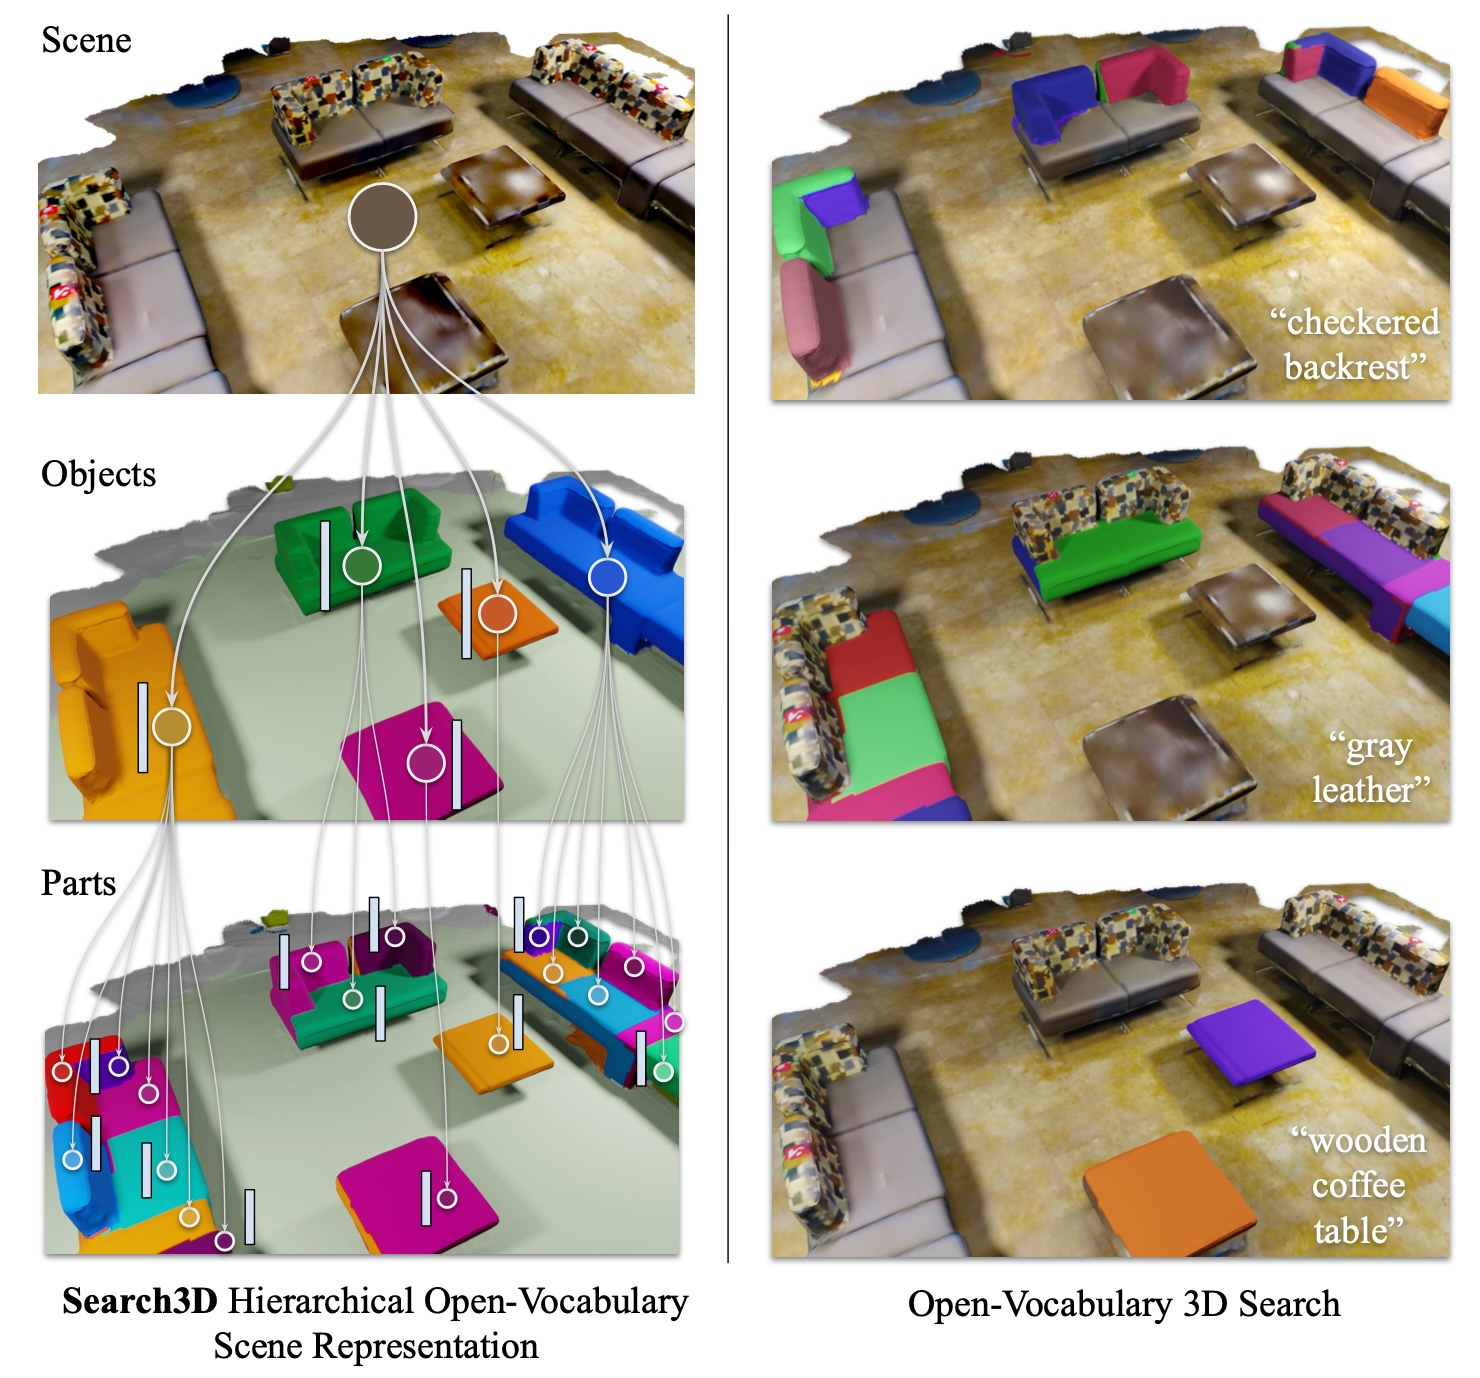 Scene
“checkered
backrest”
Objects
“gray
leather”
Parts
“wooden
coffee
table”
Search3D Hierarchical Open-Vocabulary
Scene Representation
Open-Vocabulary 3D Search